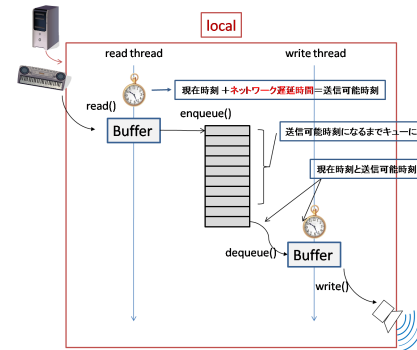 local
read thread
write thread
現在時刻＋ネットワーク遅延時間＝送信可能時刻
read()
enqueue()
Buffer
送信可能時刻になるまでキューに
現在時刻と送信可能時刻
dequeue()
Buffer
write()